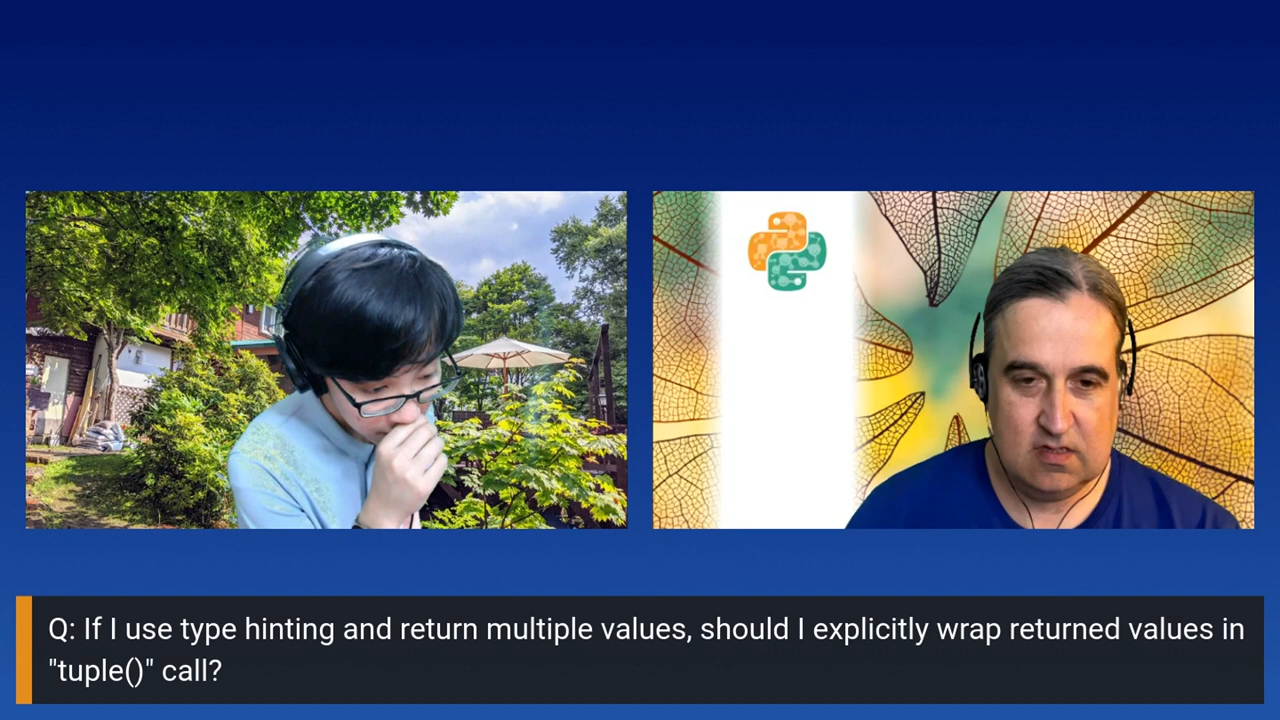 Q: If I use type hinting and return multiple values, should I explicitly wrap returned values in
"tuple()" call?